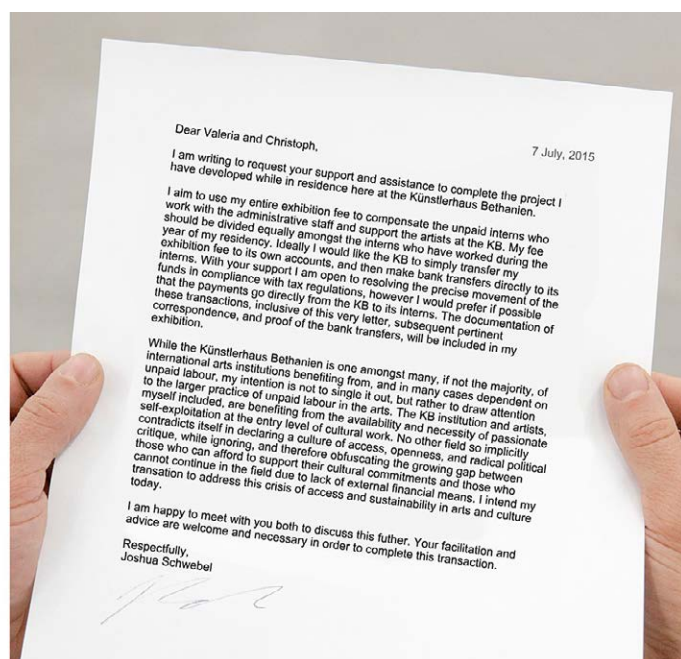 Dear Valeria and Christoph,
7 July, 2015
I am writing to request your support and assistance to complete the project I
have developed while in residence here at the Künstlerhaus Bethanien.
I aim to use my entire exhibition fee to compensate the unpaid interns who
work with the administrative staff and support the artists at the KB. My fee
should be divided equally amongst the interns who have worked during the
year of my residency. Ideally I would like the KB to simply transfer my
exhibition fee to its own accounts, and then make bank transfers directly to its
interns. With your support I am open to resolving the precise movement of the
funds in compliance with tax regulations, however I would prefer if possible
that the payments go directly from the KB to its interns. The documentation of
these transactions, inclusive of this very letter, subsequent pertinent
correspondence, and proof of the bank transfers, will be included in my
exhibition.
While the Künstlerhaus Bethanien is one amongst many, if not the majority, of
international arts institutions benefiting from, and in many cases dependent on
unpaid labour, my intention is not to single it out, but rather to draw attention
to the larger practice of unpaid labour in the arts. The KB institution and artists,
myself included, are benefiting from the availability and necessity of passionate
self-exploitation at the entry level of cultural work. No other field so implicitly
contradicts itself in declaring a culture of access, openness, and radical political
critique, while ignoring, and therefore obfuscating the growing gap between
those who can afford to support their cultural commitments and those who
cannot continue in the field due to lack of external financial means. I intend my
transation to address this crisis of access and sustainability in arts and culture
today.
I am happy to meet with you both to discuss this futher. Your facilitation and
advice are welcome and necessary in order to complete this transaction.
Respectfully,
Joshua Schwebel